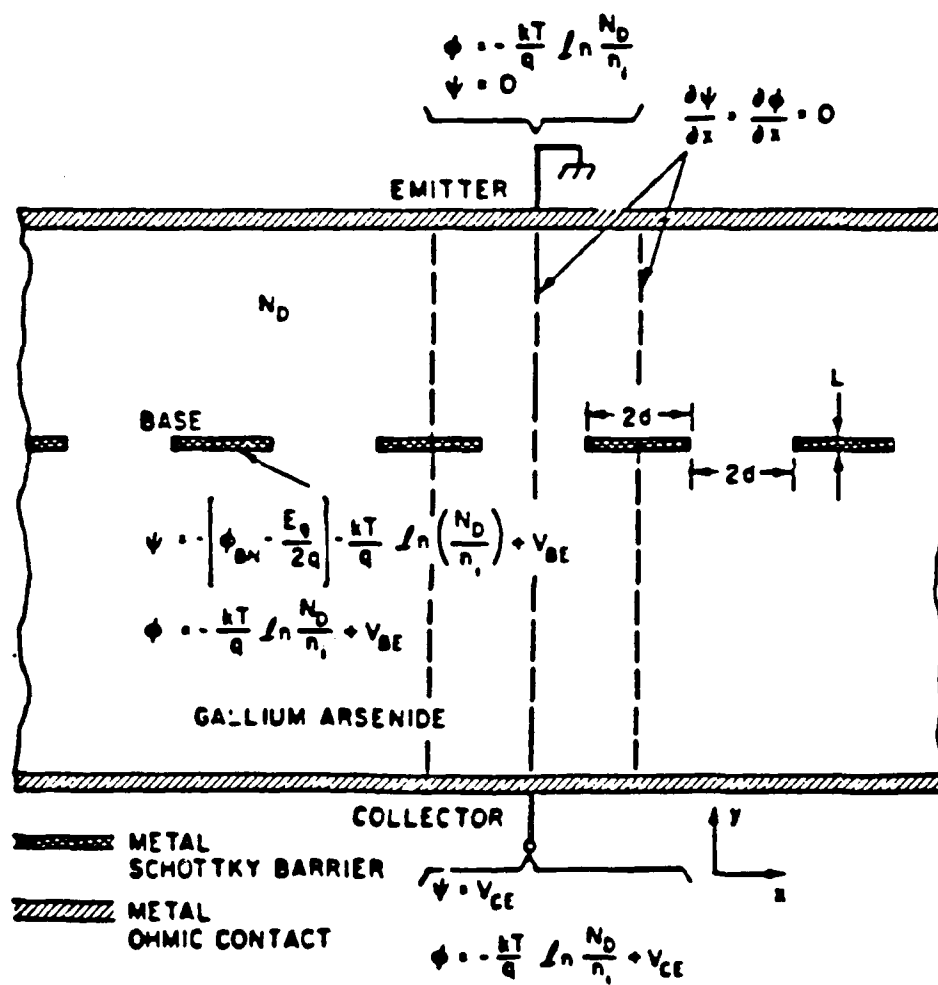 ϕ = - kT/q ln N_D/n_i
ψ = 0
∂ψ/∂x = ∂ϕ/∂x = 0
EMITTER
N_D
L
BASE
2d
2d
ψ = -[ϕ_BN - E_g/2q] - kT/q ln(N_D/n_i) + V_BE
ϕ = - kT/q ln N_D/n_i + V_BE
GALLIUM ARSENIDE
COLLECTOR
y
x
METAL
SCHOTTKY BARRIER
ψ = V_CE
METAL
OHMIC CONTACT
ϕ = - kT/q ln N_D/n_i + V_CE